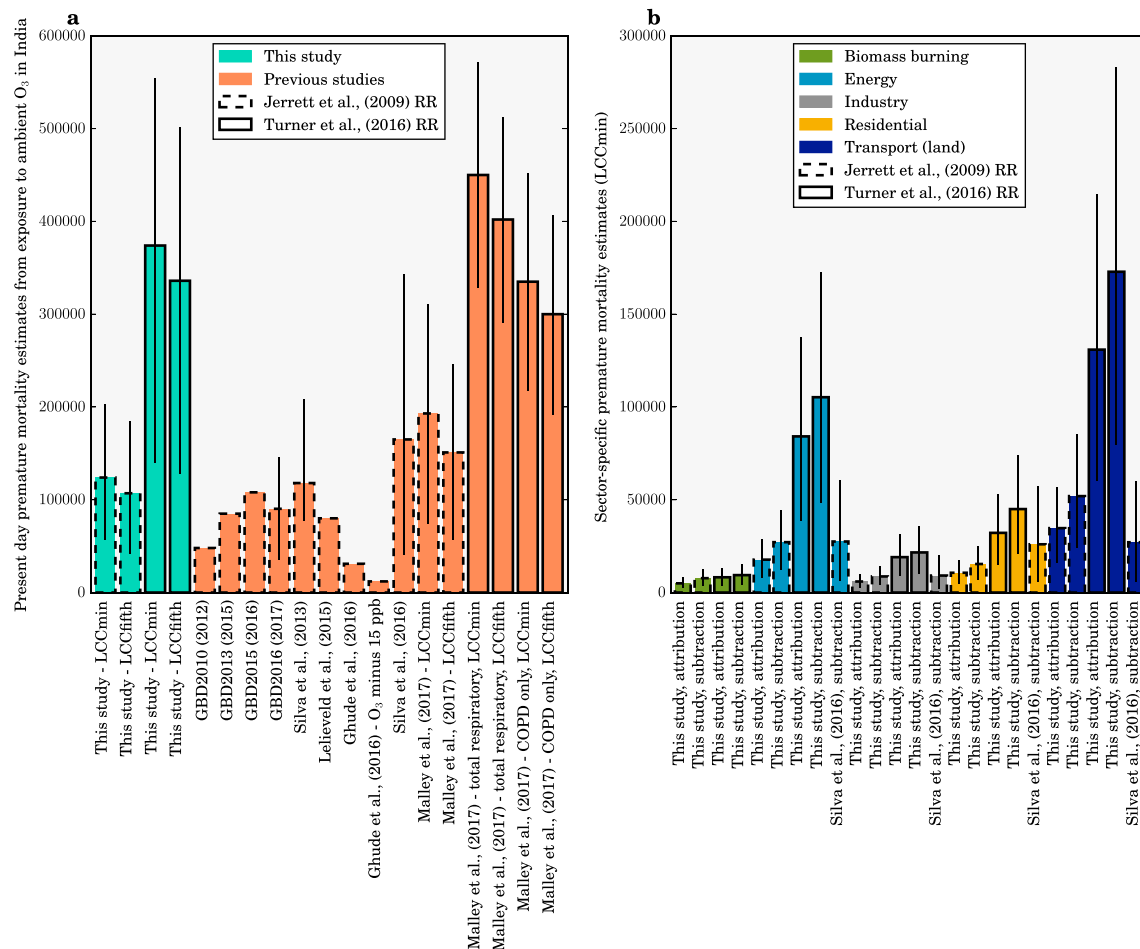 a
Present day premature mortality estimates from exposure to ambient O₃ in India
600000
500000
400000
300000
200000
100000
0
This study
Previous studies
Jerrett et al., (2009) RR
Turner et al., (2016) RR
This study - LCCmin
This study - LCCfifth
This study - LCCmin
This study - LCCfifth
GBD2010 (2012)
GBD2013 (2015)
GBD2015 (2016)
GBD2016 (2017)
Silva et al., (2013)
Lelieveld et al., (2015)
Ghude et al., (2016)
Ghude et al., (2016) - O₃ minus 15 ppb
Silva et al., (2016)
Malley et al., (2017) - LCCmin
Malley et al., (2017) - LCCfifth
Malley et al., (2017) - total respiratory, LCCmin
Malley et al., (2017) - total respiratory, LCCfifth
Malley et al., (2017) - COPD only, LCCmin
Malley et al., (2017) - COPD only, LCCfifth
b
Sector-specific premature mortality estimates (LCCmin)
300000
250000
200000
150000
100000
50000
0
Biomass burning
Energy
Industry
Residential
Transport (land)
Jerrett et al., (2009) RR
Turner et al., (2016) RR
This study, attribution
This study, subtraction
This study, attribution
This study, subtraction
This study, attribution
This study, subtraction
This study, attribution
This study, subtraction
Silva et al., (2016), subtraction
This study, attribution
This study, subtraction
This study, attribution
This study, subtraction
Silva et al., (2016), subtraction
This study, attribution
This study, subtraction
This study, attribution
This study, subtraction
Silva et al., (2016), subtraction
This study, attribution
This study, subtraction
This study, attribution
This study, subtraction
Silva et al., (2016), subtraction